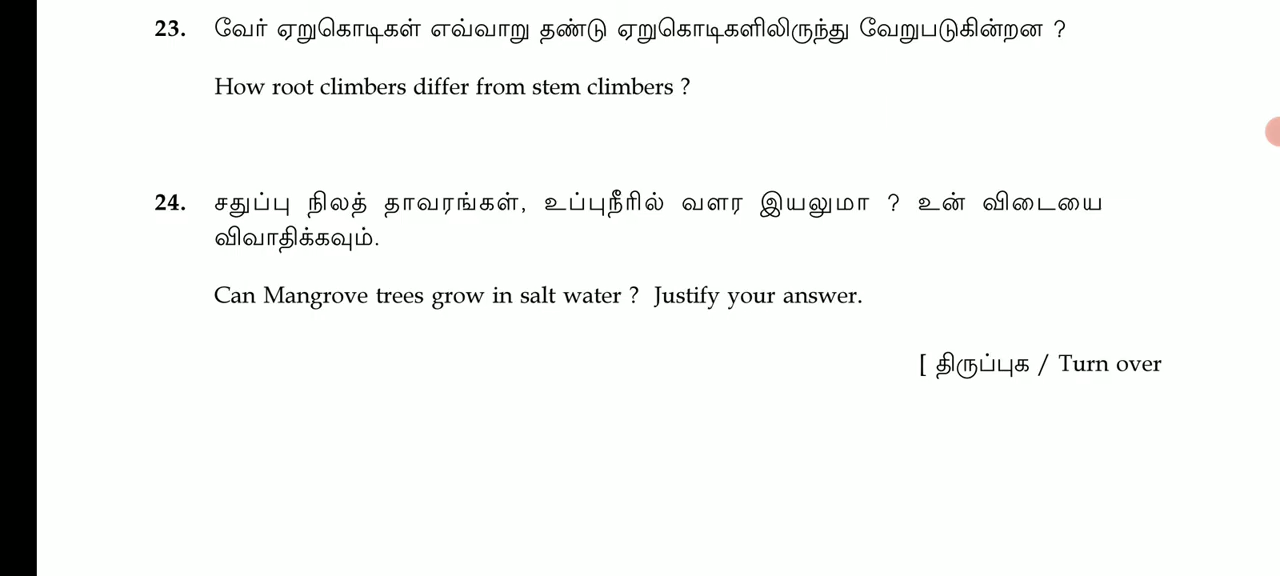 23. வேர் ஏறுகொடிகள் எவ்வாறு தண்டு ஏறுகொடிகளிலிருந்து வேறுபடுகின்றன ?
How root climbers differ from stem climbers ?
24. சதுப்பு நிலத் தாவரங்கள், உப்புநீரில் வளர இயலுமா ? உன் விடையை
விவாதிக்கவும்.
Can Mangrove trees grow in salt water ? Justify your answer.
[ திருப்புக / Turn over